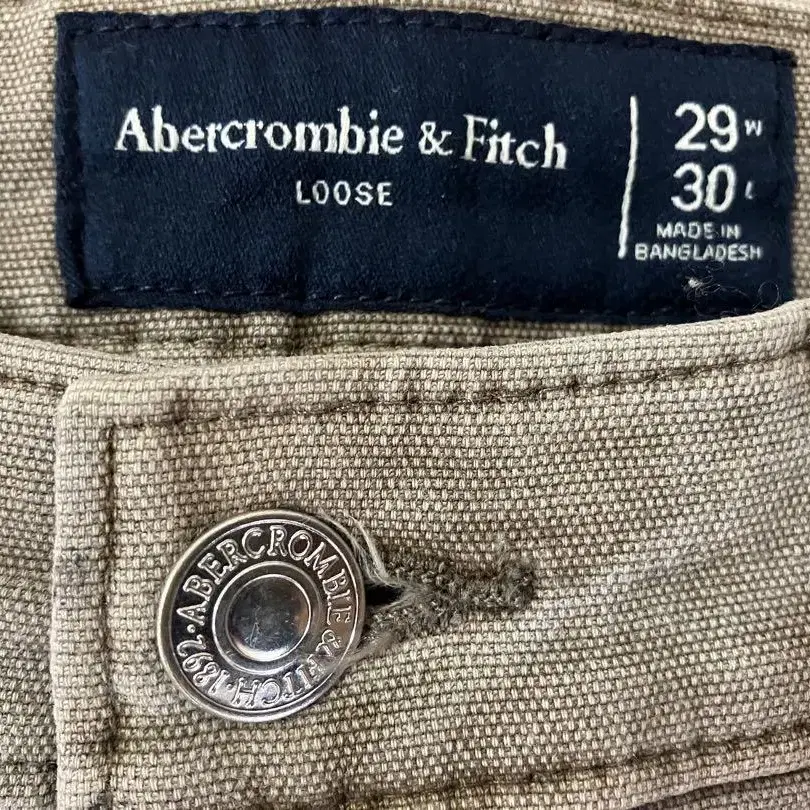 Abercrombie & Fitch
LOOSE
29 W
30 L
MADE IN
BANGLADESH
ABERCROMBIE & FITCH · 1892 ·